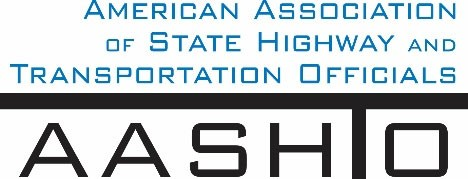 AMERICAN ASSOCIATION
OF STATE HIGHWAY AND
TRANSPORTATION OFFICIALS
AASHTO